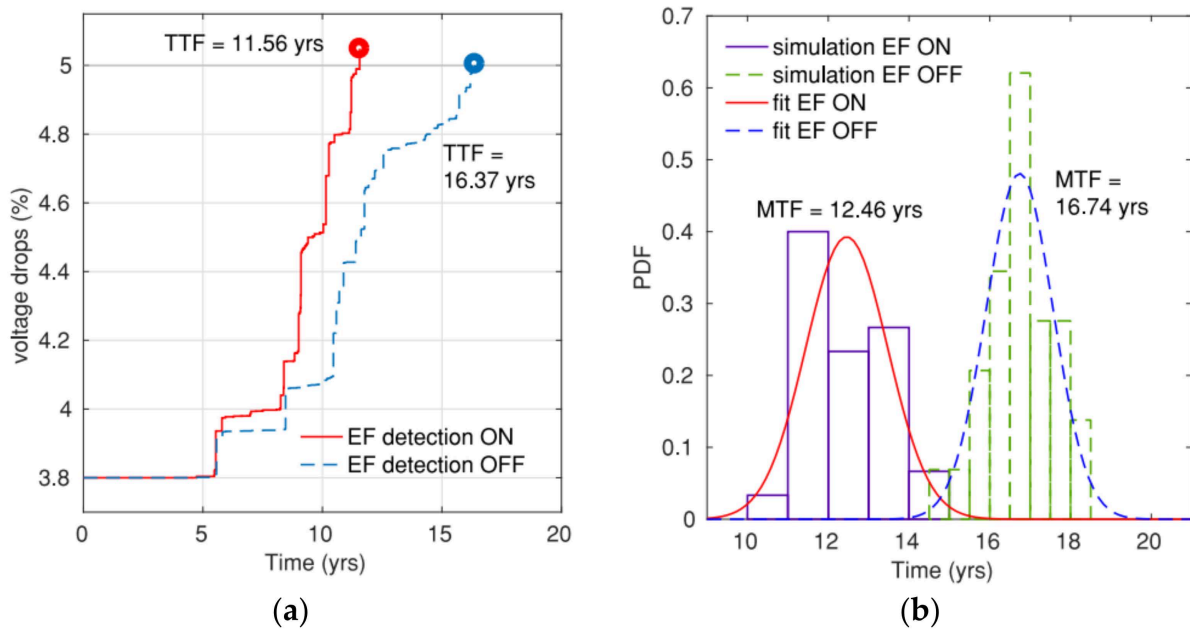 TTF = 11.56 yrs
5
4.8
4.6
4.4
4.2
4
3.8
voltage drops (%)
TTF =
16.37 yrs
EF detection ON
EF detection OFF
0
5
10
15
20
Time (yrs)
(a)
0.7
0.6
0.5
0.4
0.3
0.2
0.1
0
PDF
simulation EF ON
simulation EF OFF
fit EF ON
fit EF OFF
MTF = 12.46 yrs
MTF =
16.74 yrs
10
12
14
16
18
20
Time (yrs)
(b)